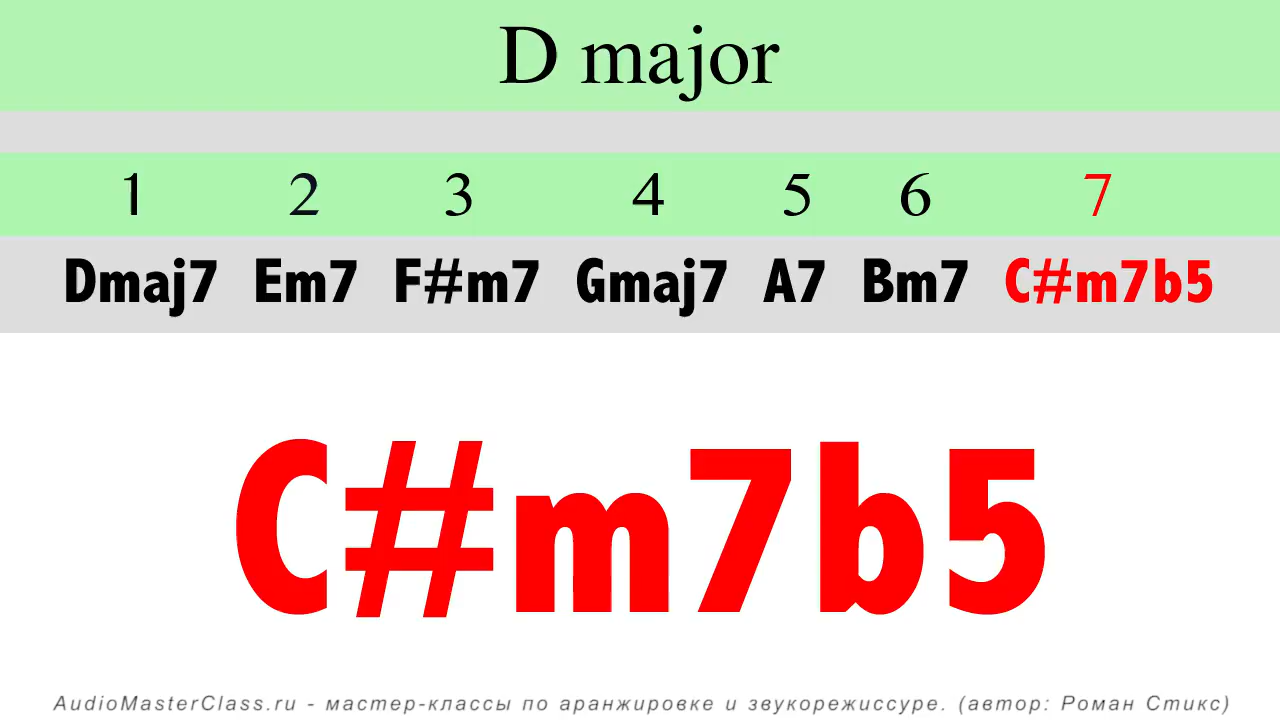 D major
1 2 3 4 5 6 7
Dmaj7 Em7 F#m7 Gmaj7 A7 Bm7 C#m7b5
C#m7b5
AudioMasterClass.ru - мастер-классы по аранжировке и звукорежиссуре. (автор: Роман Стикс)